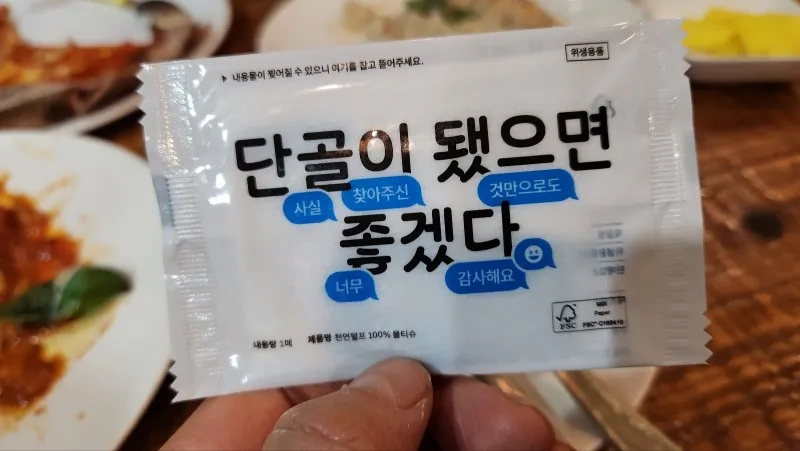 ▸ 내용물이 찢어질 수 있으니 여기를 잡고 뜯어주세요.
위생용품
단골이 됐으면
사실 찾아주신 것만으로도
좋겠다
너무 감사해요
내용량 1매 제품명 천연펄프 100% 물티슈
FSC
MIX
Paper